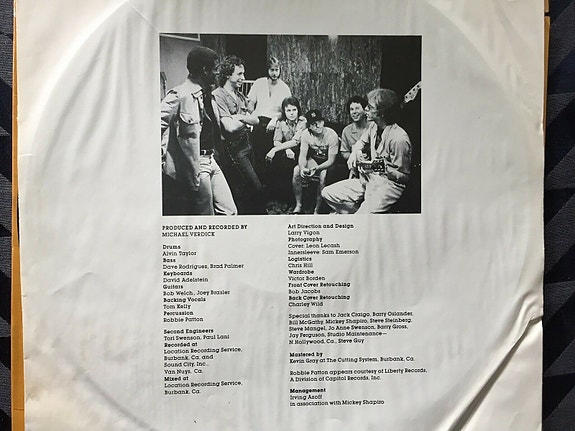 PRODUCED AND RECORDED BY
MICHAEL VERDICK
Drums
Alvin Taylor
Bass
Dave Rodrigues, Brad Palmer
Keyboards
David Adelstein
Guitars
Bob Welch, Joey Brasler
Backing Vocals
Tom Kelly
Percussion
Robbie Patton
Second Engineers
Tori Swenson, Paul Lani
Recorded at
Location Recording Service,
Burbank, Ca. and
Sound City, Inc.,
Van Nuys, Ca.
Mixed at
Location Recording Service,
Burbank, Ca.
Art Direction and Design
Larry Vigon
Photography
Cover: Leon Lecash
Innersleeve: Sam Emerson
Logistics
Chris Hill
Wardrobe
Victor Borden
Front Cover Retouching
Bob Jacobs
Back Cover Retouching
Charley Wild
Special thanks to Jack Craigo, Barry Oslander,
Bill McGathy, Mickey Shapiro, Steve Steinberg,
Steve Mangel, Jo Anne Swenson, Barry Gross,
Jay Ferguson, Studio Maintenance—
N.Hollywood, Ca., Steve Guy
Mastered by
Kevin Gray at The Cutting System, Burbank, Ca.
Robbie Patton appears courtesy of Liberty Records,
A Division of Capitol Records, Inc.
Management
Irving Azoff
in association with Mickey Shapiro